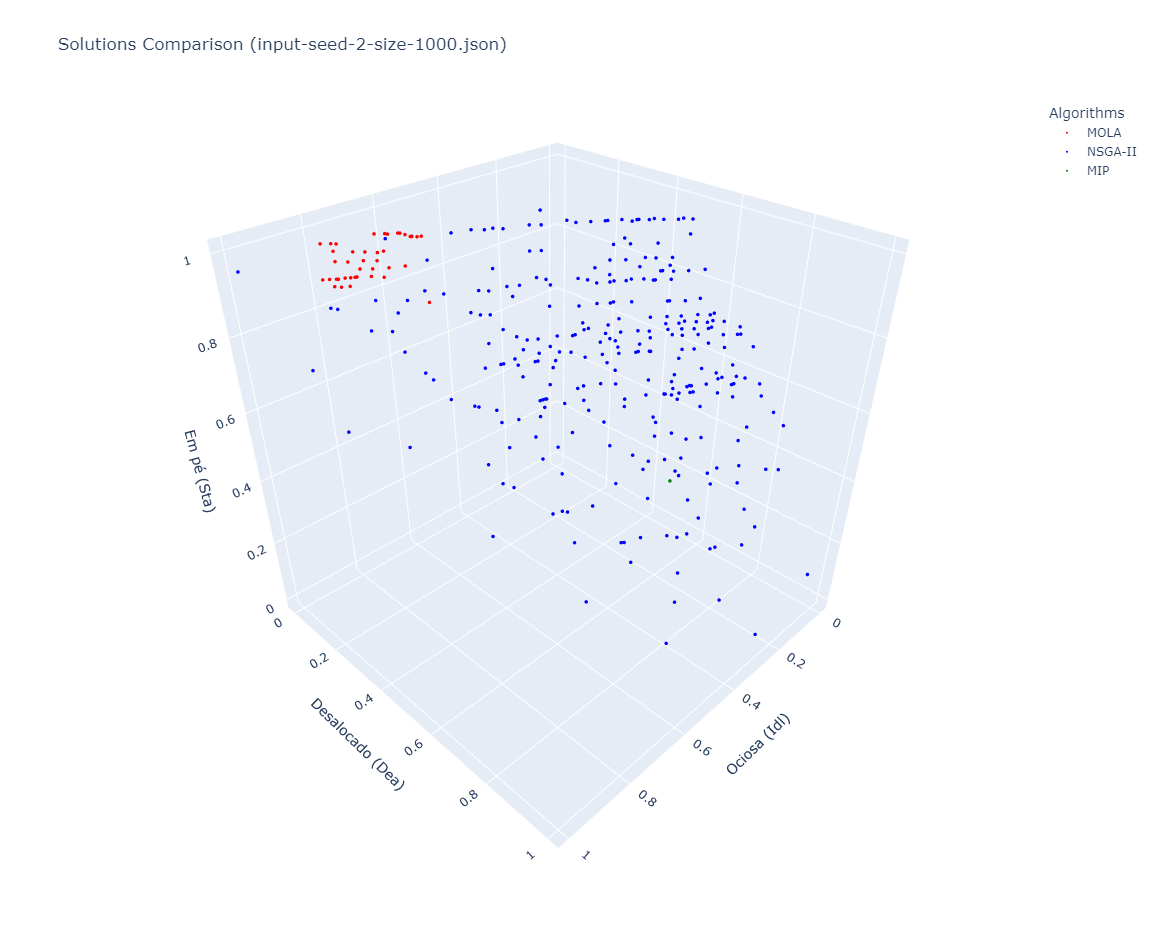 Solutions Comparison (input-seed-2-size-1000.json)
Algorithms
MOLA
NSGA-II
MIP
1
0.8
0.6
0.4
0.2
0
Em pé (Sta)
0
0.2
0.4
0.6
0.8
1
Desalocado (Dea)
0
0.2
0.4
0.6
0.8
1
Ociosa (Idl)